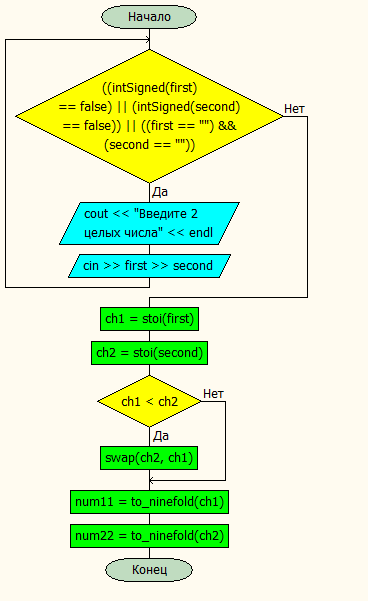 Начало
((intSigned(first)
== false) || (intSigned(second)
== false)) || ((first == "") &&
(second == ""))
Нет
Да
cout << "Введите 2
целых числа" << endl
cin >> first >> second
ch1 = stoi(first)
ch2 = stoi(second)
ch1 < ch2
Нет
Да
swap(ch2, ch1)
num11 = to_ninefold(ch1)
num22 = to_ninefold(ch2)
Конец